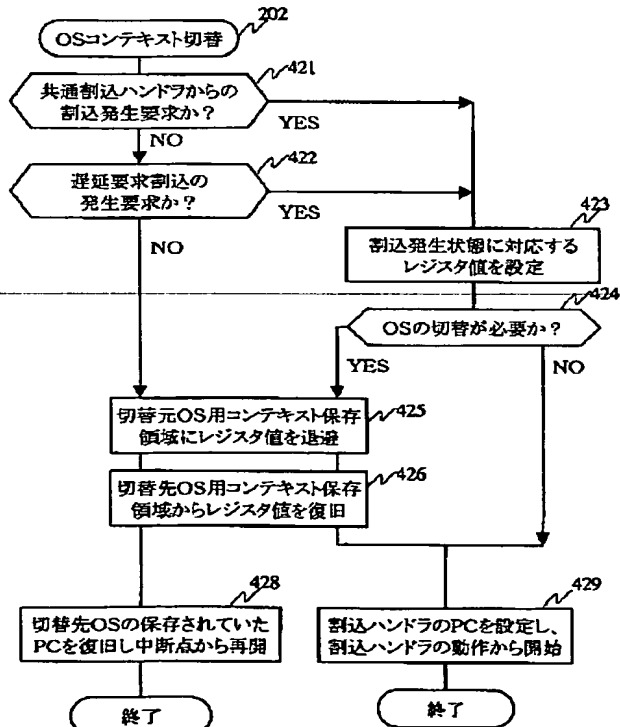 202
OSコンテキスト切替
421
共通割込ハンドラからの
割込発生要求か?
YES
NO
422
遅延要求割込の
発生要求か?
YES
NO
423
割込発生状態に対応する
レジスタ値を設定
424
OSの切替が必要か?
YES
NO
切替元OS用コンテキスト保存
領域にレジスタ値を退避
425
切替先OS用コンテキスト保存
領域からレジスタ値を復旧
426
428
切替先OSの保存されていた
PCを復旧し中断点から再開
429
割込ハンドラのPCを設定し、
割込ハンドラの動作から開始
終了
終了